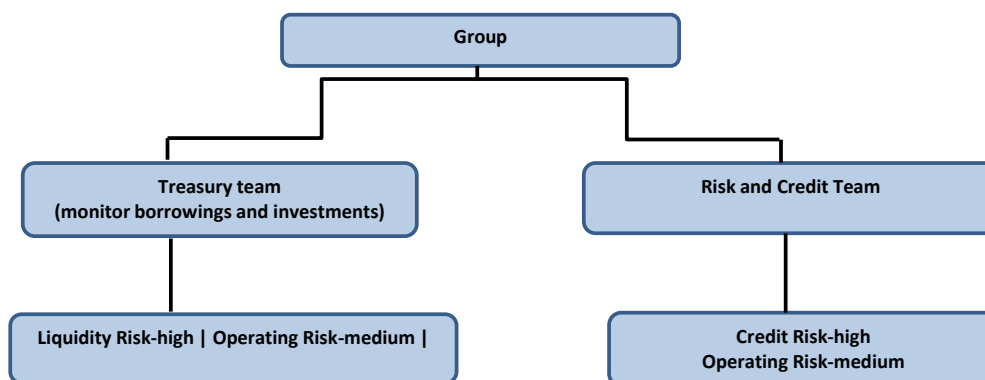 Group
Treasury team
(monitor borrowings and investments)
Risk and Credit Team
Liquidity Risk-high | Operating Risk-medium |
Credit Risk-high
Operating Risk-medium